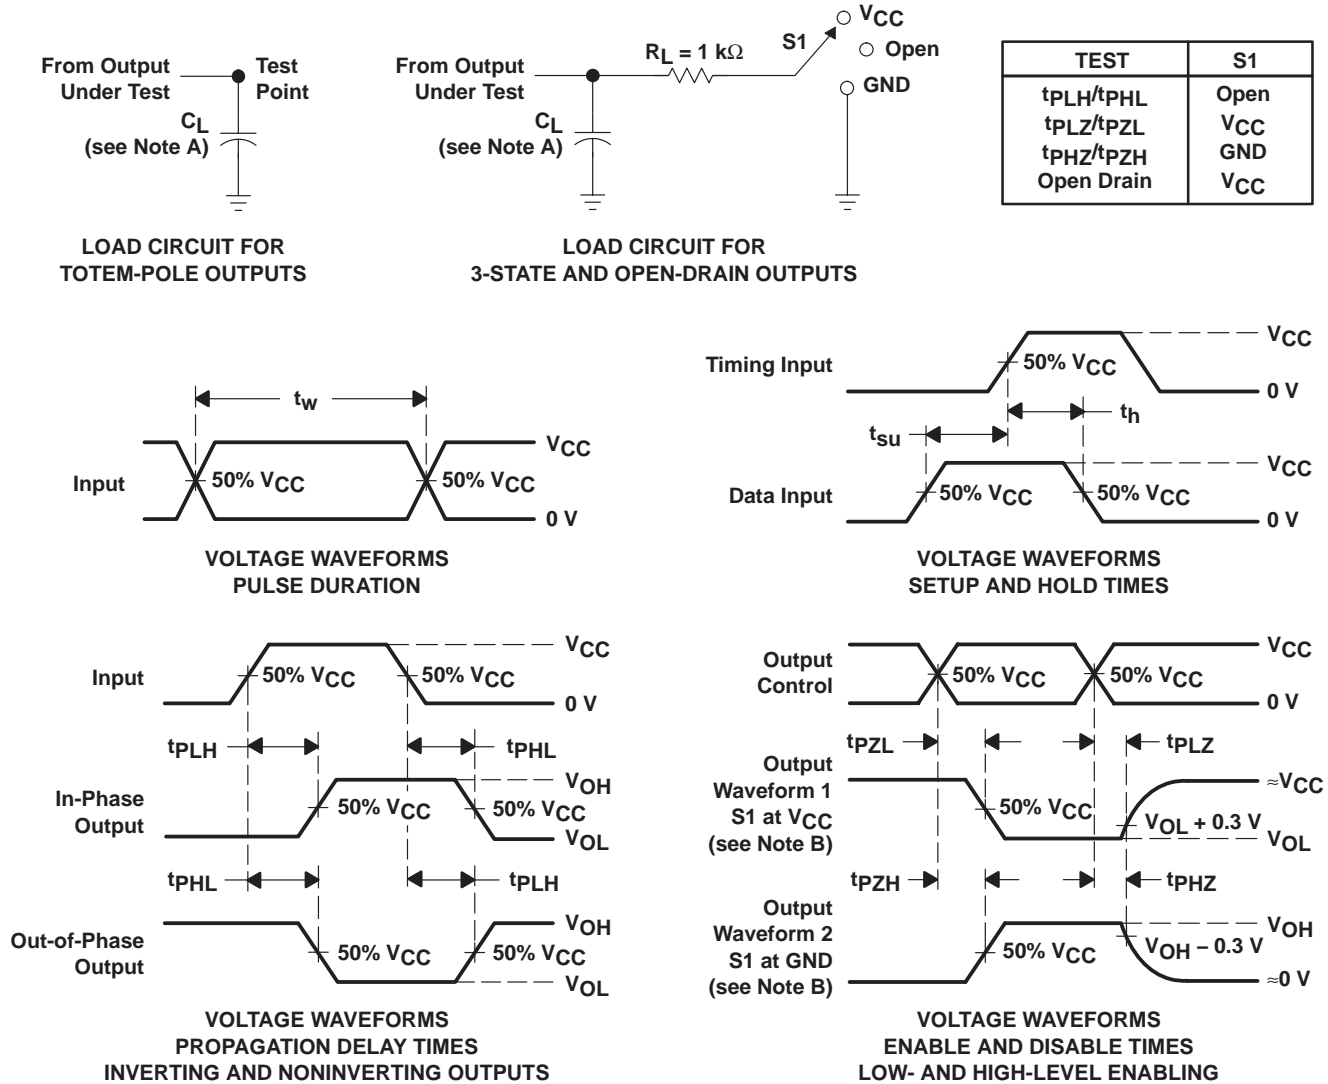 From Output
Under Test
Test
Point
CL
(see Note A)
LOAD CIRCUIT FOR
TOTEM-POLE OUTPUTS
From Output
Under Test
CL
(see Note A)
RL = 1 kΩ
S1
VCC
Open
GND
LOAD CIRCUIT FOR
3-STATE AND OPEN-DRAIN OUTPUTS
TEST S1
tPLH/tPHL Open
tPLZ/tPZL VCC
tPHZ/tPZH GND
Open Drain VCC
tw
Input
50% VCC
50% VCC
VCC
0 V
VOLTAGE WAVEFORMS
PULSE DURATION
Timing Input
50% VCC
VCC
0 V
tsu
th
Data Input
50% VCC
50% VCC
VCC
0 V
VOLTAGE WAVEFORMS
SETUP AND HOLD TIMES
Input
50% VCC
50% VCC
VCC
0 V
tPLH
tPHL
In-Phase
Output
50% VCC
50% VCC
VOH
VOL
tPHL
tPLH
Out-of-Phase
Output
50% VCC
50% VCC
VOH
VOL
VOLTAGE WAVEFORMS
PROPAGATION DELAY TIMES
INVERTING AND NONINVERTING OUTPUTS
Output
Control
50% VCC
50% VCC
VCC
0 V
tPZL
tPLZ
Output
Waveform 1
S1 at VCC
(see Note B)
50% VCC
VOL + 0.3 V
≈VCC
VOL
tPZH
tPHZ
Output
Waveform 2
S1 at GND
(see Note B)
50% VCC
VOH − 0.3 V
VOH
≈0 V
VOLTAGE WAVEFORMS
ENABLE AND DISABLE TIMES
LOW- AND HIGH-LEVEL ENABLING